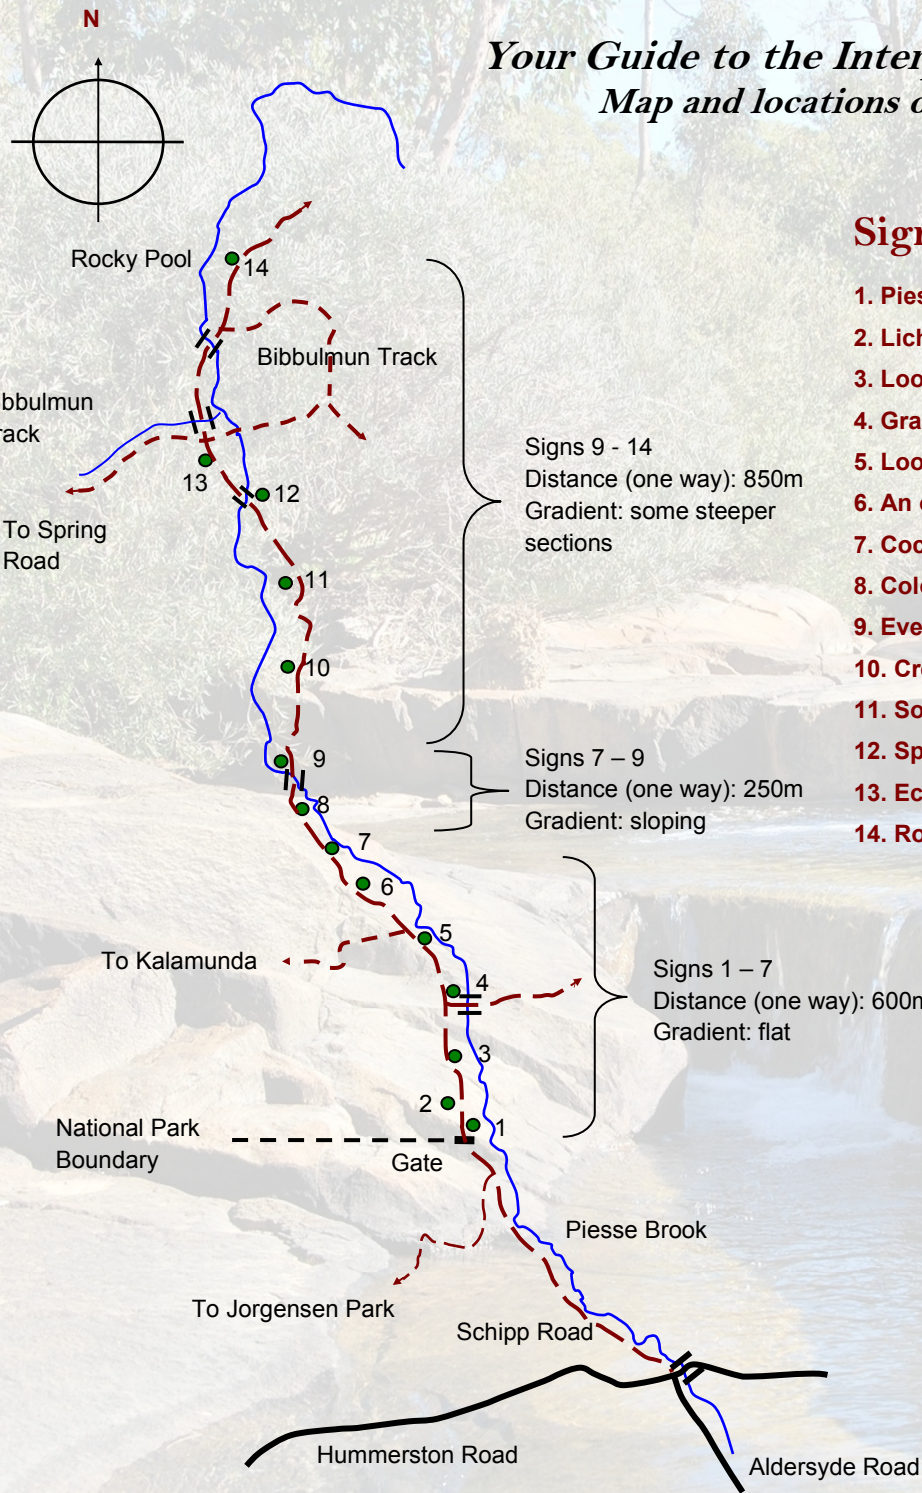 N
Your Guide to the Inter
Map and locations o
Rocky Pool
14
Bibbulmun Track
bbulmun
rack
13
12
To Spring
Road
11
10
9
8
7
6
5
4
3
2
1
Signs 9 - 14
Distance (one way): 850m
Gradient: some steeper
sections
Signs 7 – 9
Distance (one way): 250m
Gradient: sloping
To Kalamunda
Signs 1 – 7
Distance (one way): 600m
Gradient: flat
National Park
Boundary
Gate
Piesse Brook
To Jorgensen Park
Schipp Road
Hummerston Road
Aldersyde Road
Sign
1. Pies
2. Lich
3. Loo
4. Gra
5. Loo
6. An
7. Coo
8. Colo
9. Eve
10. Cre
11. So
12. Sp
13. Ec
14. Ro